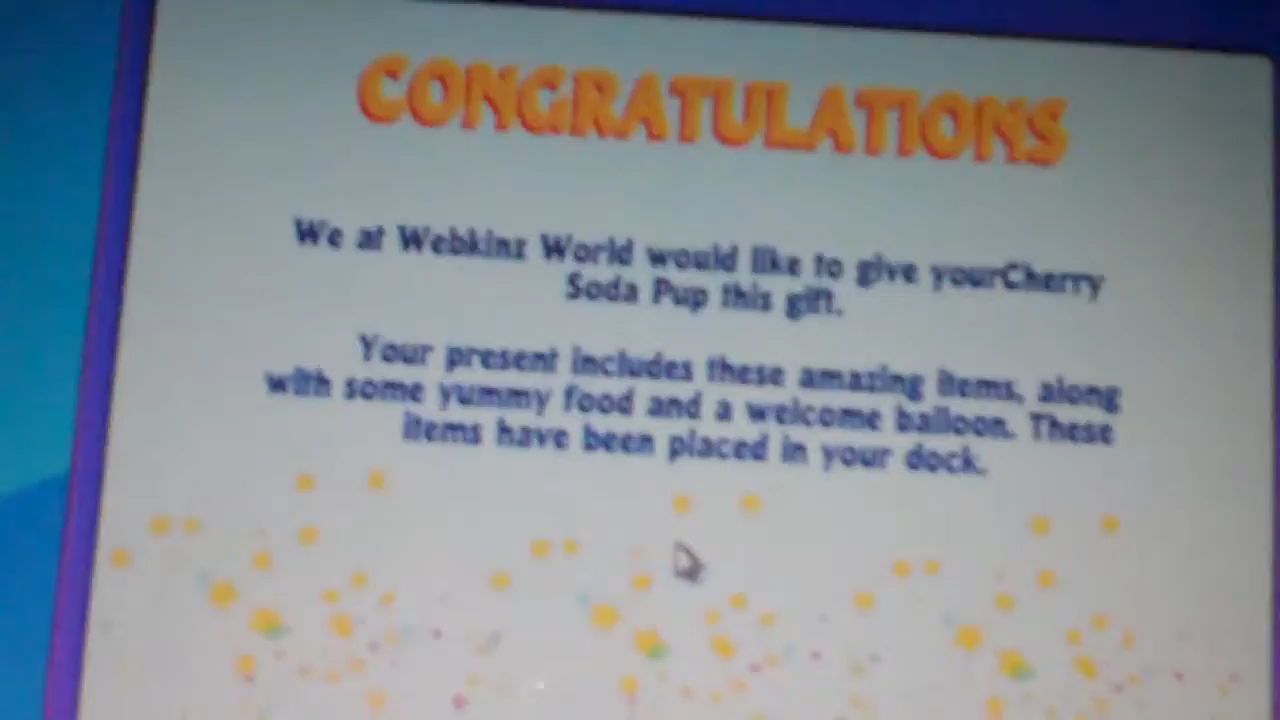 CONGRATULATIONS
We at Webkinz World would like to give yourCherry
Soda Pup this gift.
Your present includes these amazing items, along
with some yummy food and a welcome balloon. These
items have been placed in your dock.